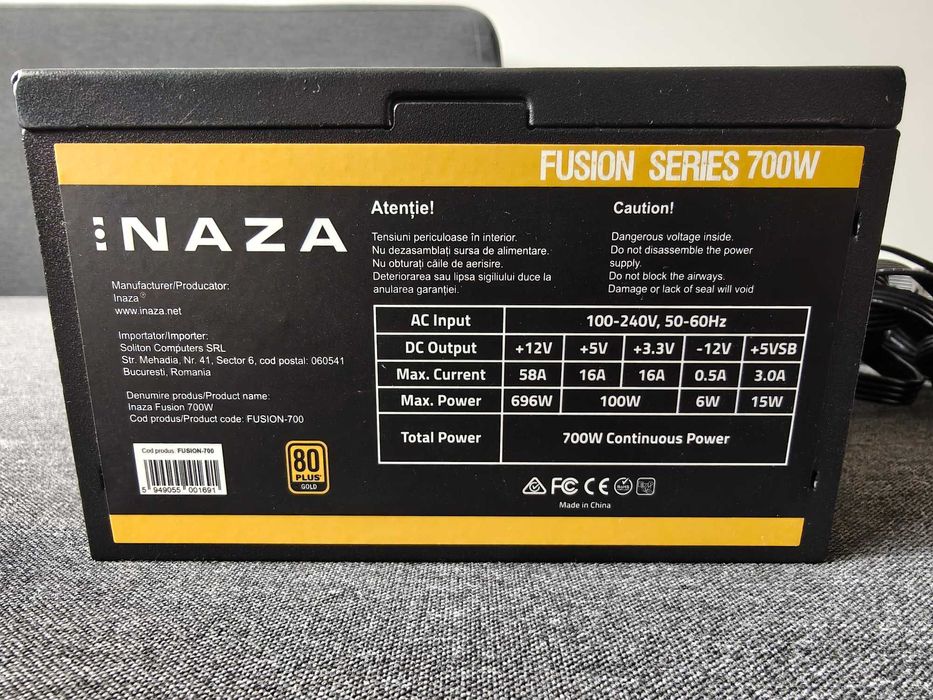 FUSION SERIES 700W
INAZA
Manufacturer/Producator:
Inaza®
www.inaza.net
Importator/Importer:
Soliton Computers SRL
Str. Mehadia, Nr. 41, Sector 6, cod postal: 060541
Bucuresti, Romania
Denumire produs/Product name:
Inaza Fusion 700W
Cod produs/Product code: FUSION-700
Cod produs: FUSION-700
5 949055 001691
80
PLUS
GOLD
Atenție!
Tensiuni periculoase în interior.
Nu dezasamblați sursa de alimentare.
Nu obturați căile de aerisire.
Deteriorarea sau lipsa sigiliului duce la
anularea garanției.
Caution!
Dangerous voltage inside.
Do not disassemble the power
supply.
Do not block the airways.
Damage or lack of seal will void
AC Input 100-240V, 50-60Hz
DC Output +12V +5V +3.3V -12V +5VSB
Max. Current 58A 16A 16A 0.5A 3.0A
Max. Power 696W 100W 6W 15W
Total Power 700W Continuous Power
FC CE RoHS
Made in China